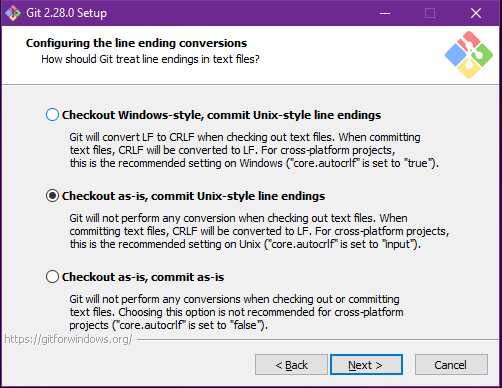 Git 2.28.0 Setup
Configuring the line ending conversions
How should Git treat line endings in text files?
Checkout Windows-style, commit Unix-style line endings
Git will convert LF to CRLF when checking out text files. When committing
text files, CRLF will be converted to LF. For cross-platform projects,
this is the recommended setting on Windows ("core.autocrlf" is set to "true").
Checkout as-is, commit Unix-style line endings
Git will not perform any conversion when checking out text files. When
committing text files, CRLF will be converted to LF. For cross-platform projects,
this is the recommended setting on Unix ("core.autocrlf" is set to "input").
Checkout as-is, commit as-is
Git will not perform any conversions when checking out or committing
text files. Choosing this option is not recommended for cross-platform
projects ("core.autocrlf" is set to "false").
https://gitforwindows.org/
< Back
Next >
Cancel